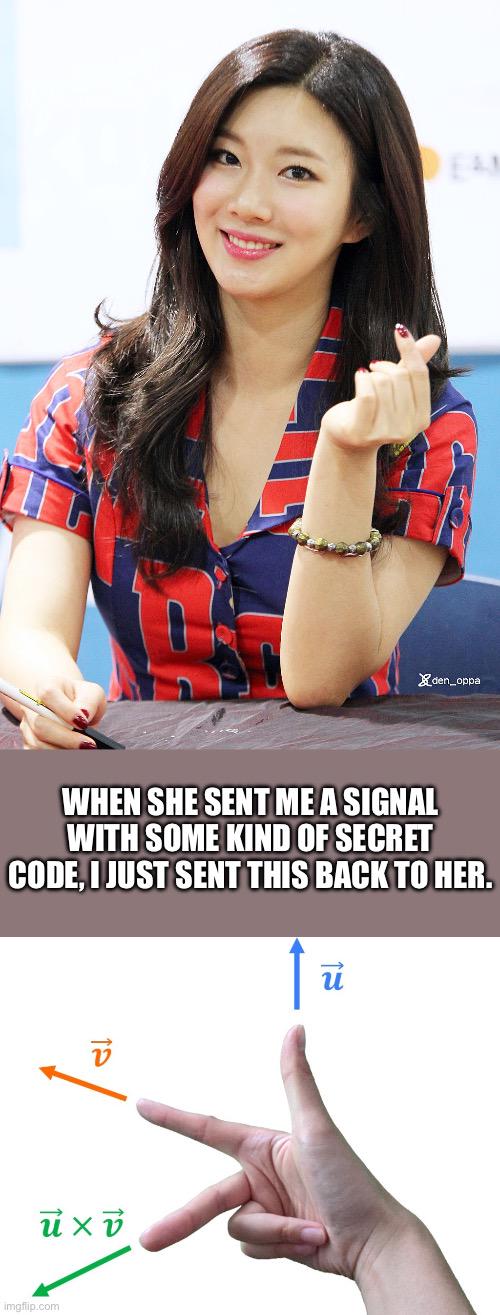 EAM
den_oppa
WHEN SHE SENT ME A SIGNAL
WITH SOME KIND OF SECRET
CODE, I JUST SENT THIS BACK TO HER.
u⃗
v⃗
u⃗ × v⃗
imgflip.com